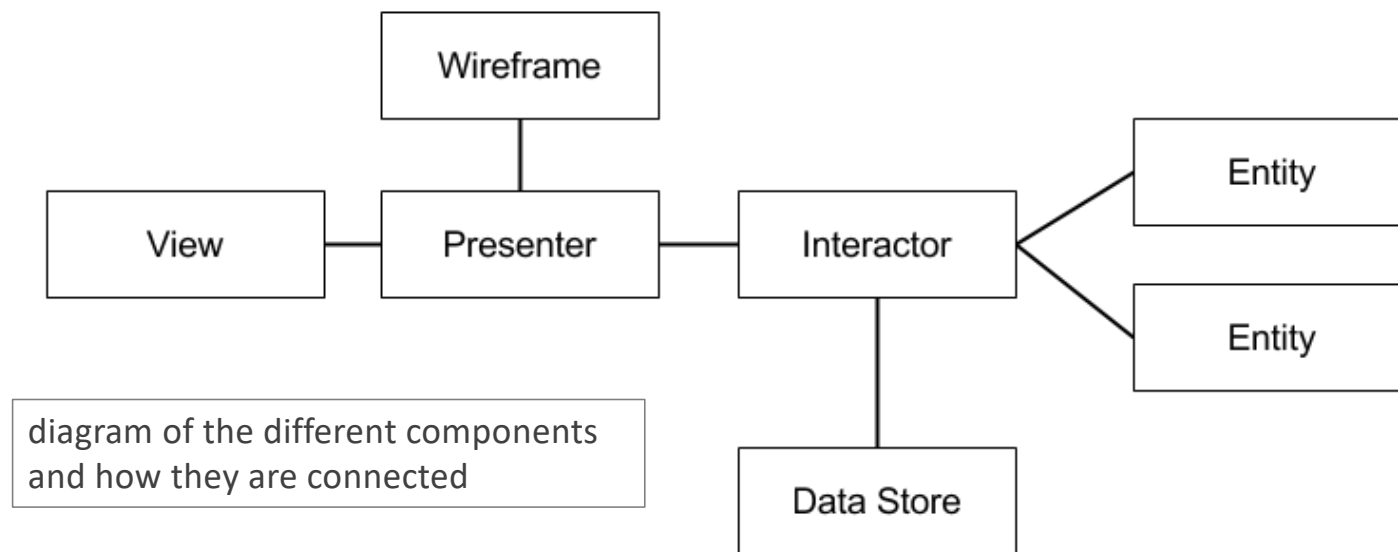 Wireframe
Entity
View
Presenter
Interactor
Entity
diagram of the different components
and how they are connected
Data Store